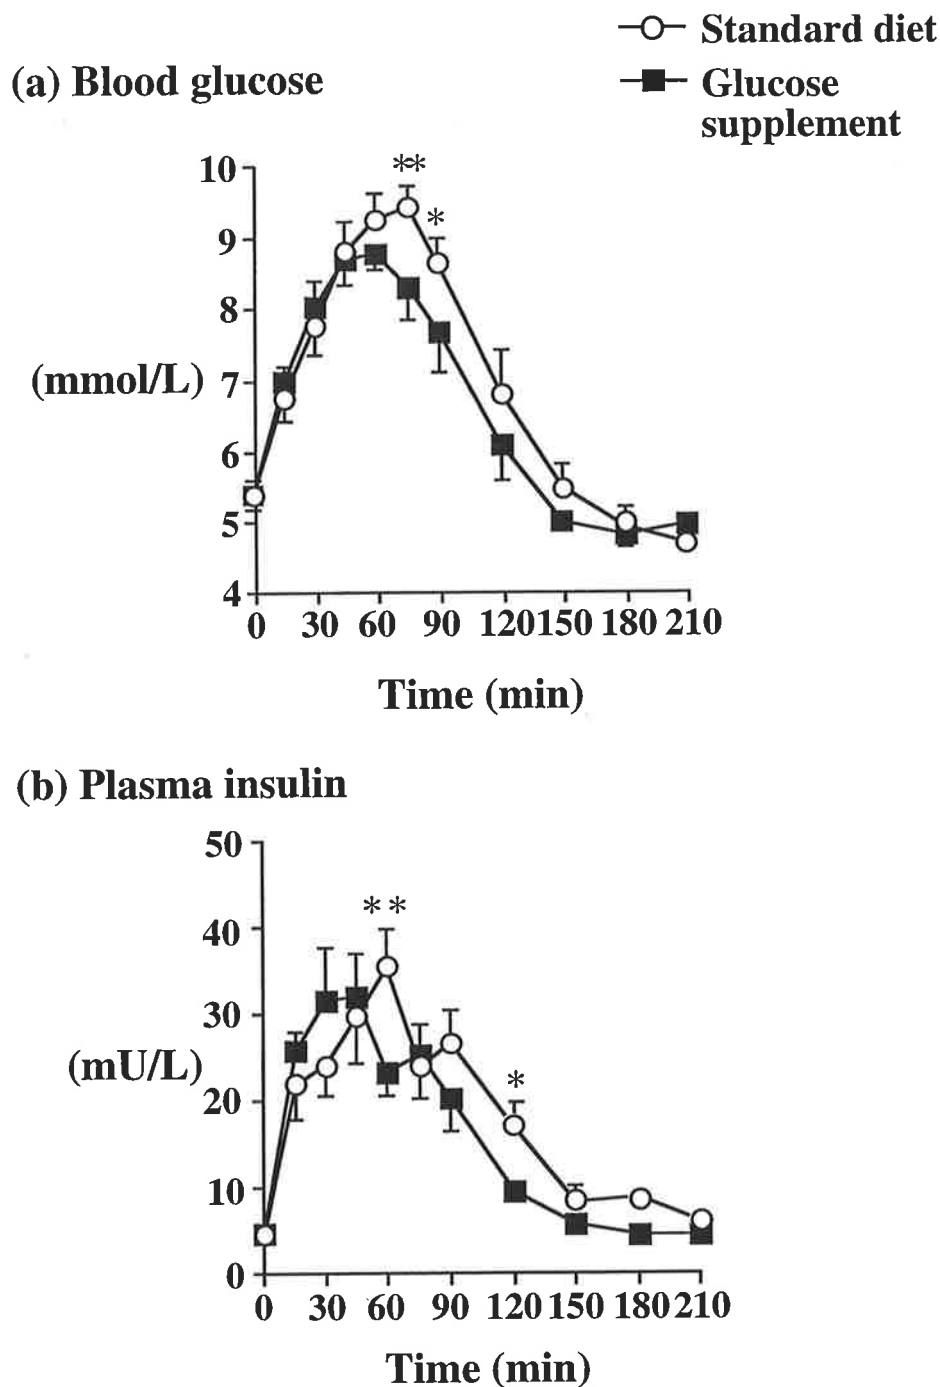 Standard diet
(a) Blood glucose
Glucose
supplement
10
**
9
*
8
(mmol/L) 7
6
5
4
0 30 60 90 120 150 180 210
Time (min)
(b) Plasma insulin
50
**
40
30
(mU/L)
20
*
10
0
0 30 60 90 120 150 180 210
Time (min)